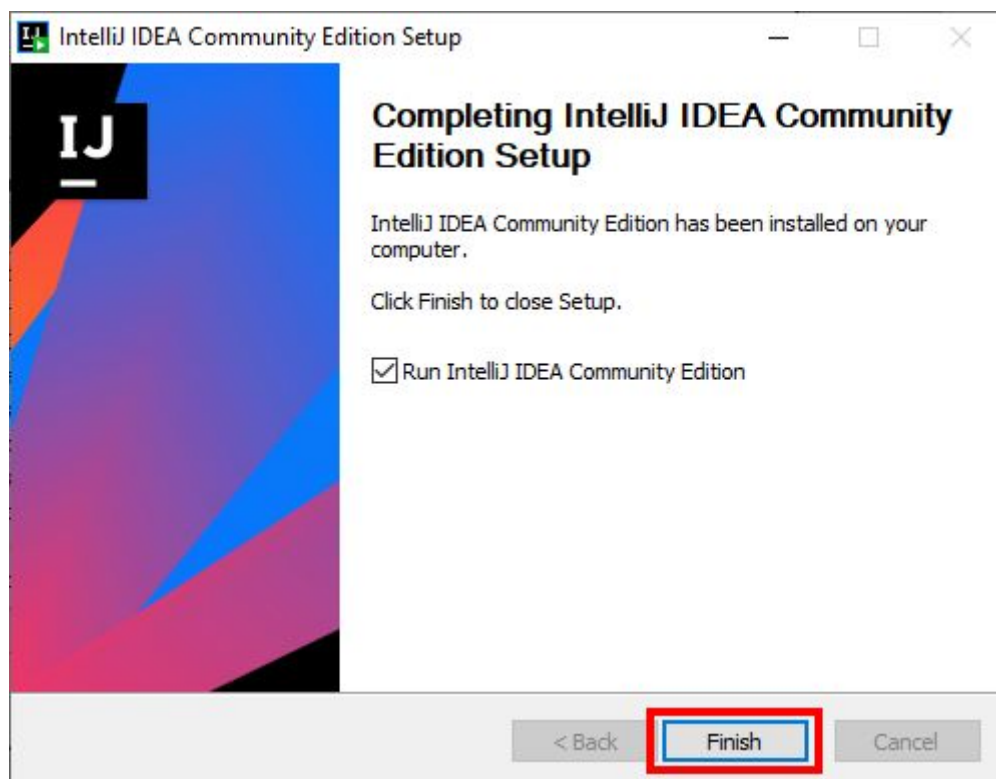 IntelliJ IDEA Community Edition Setup
IJ
Completing IntelliJ IDEA Community
Edition Setup
IntelliJ IDEA Community Edition has been installed on your
computer.
Click Finish to close Setup.
Run IntelliJ IDEA Community Edition
< Back
Finish
Cancel